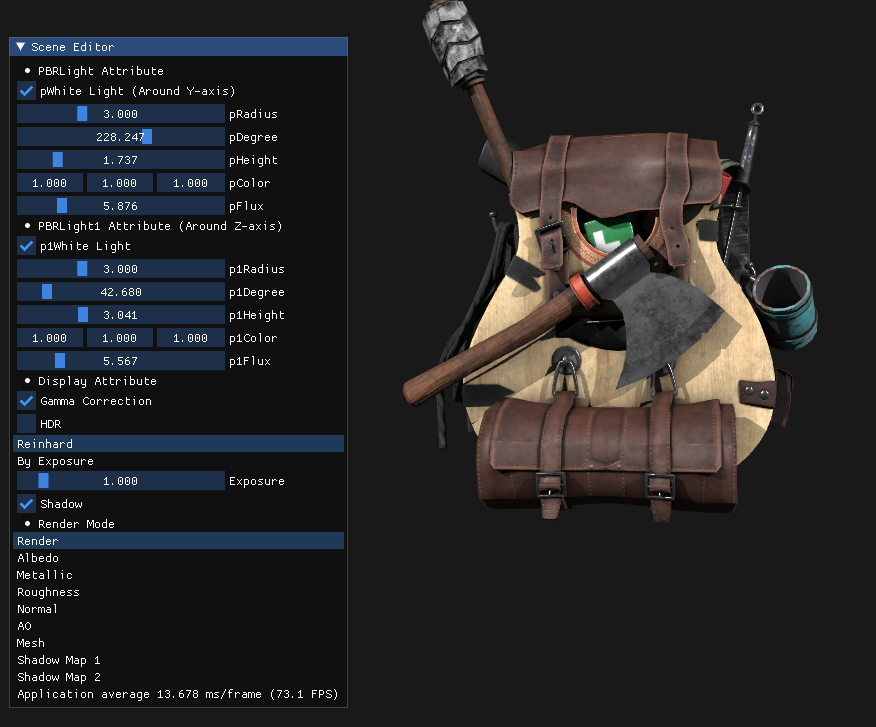 Scene Editor
PBRLight Attribute
pWhite Light (Around Y-axis)
3.000 pRadius
228.247 pDegree
1.737 pHeight
1.000 1.000 1.000 pColor
5.876 pFlux
PBRLight1 Attribute (Around Z-axis)
p1White Light
3.000 p1Radius
42.680 p1Degree
3.041 p1Height
1.000 1.000 1.000 p1Color
5.567 p1Flux
Display Attribute
Gamma Correction
HDR
Reinhard
By Exposure
1.000 Exposure
Shadow
Render Mode
Render
Albedo
Metallic
Roughness
Normal
AO
Mesh
Shadow Map 1
Shadow Map 2
Application average 13.678 ms/frame (73.1 FPS)